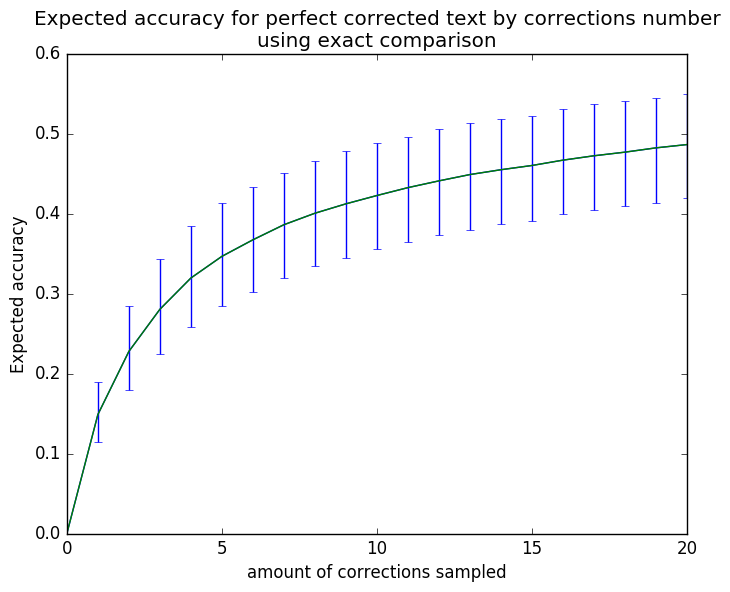 Expected accuracy for perfect corrected text by corrections number
using exact comparison
0.6
0.5
0.4
0.3
0.2
0.1
0.0
Expected accuracy
0 5 10 15 20
amount of corrections sampled